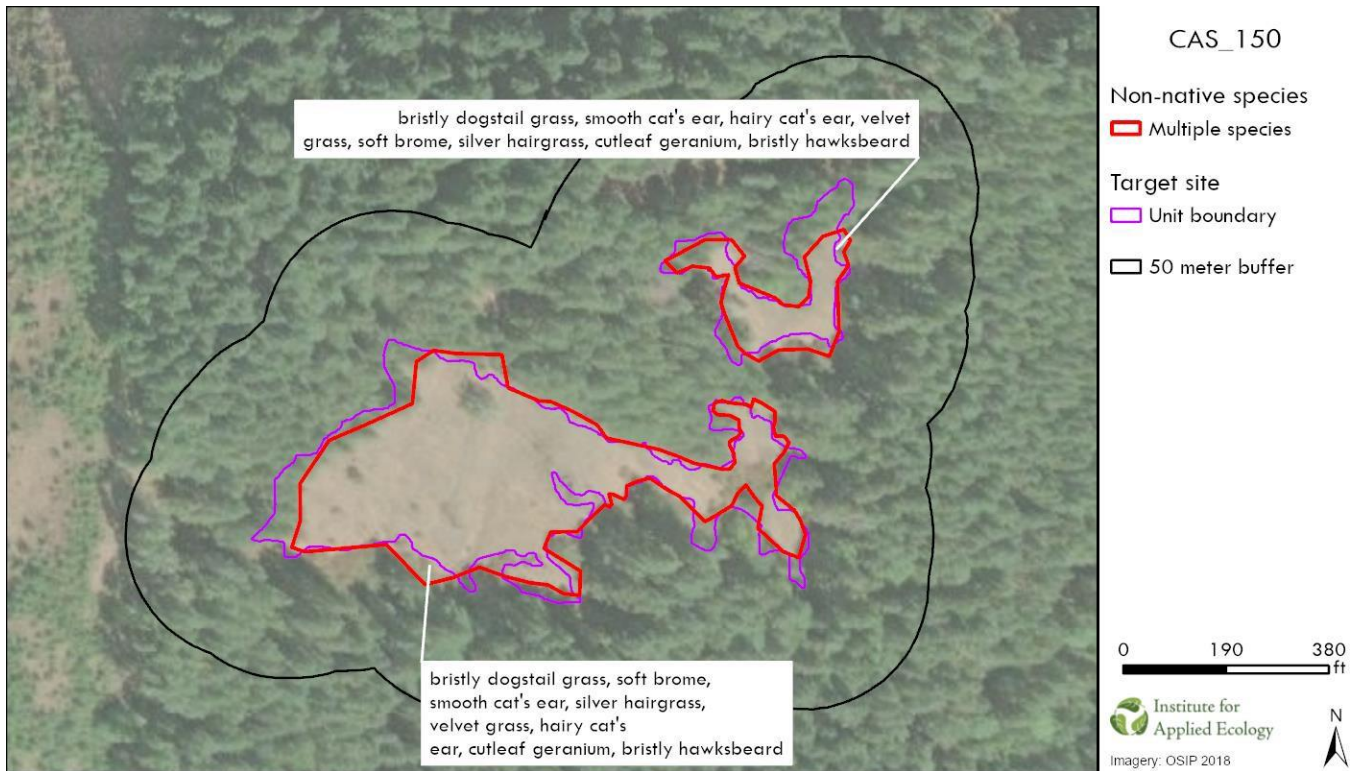 CAS_150
bristly dogstail grass, smooth cat's ear, hairy cat's ear, velvet
grass, soft brome, silver hairgrass, cutleaf geranium, bristly hawksbeard
bristly dogstail grass, soft brome,
smooth cat's ear, silver hairgrass,
velvet grass, hairy cat's
ear, cutleaf geranium, bristly hawksbeard
Non-native species
Multiple species
Target site
Unit boundary
50 meter buffer
0 190 380
ft
Institute for
Applied Ecology
N
Imagery: OSIP 2018